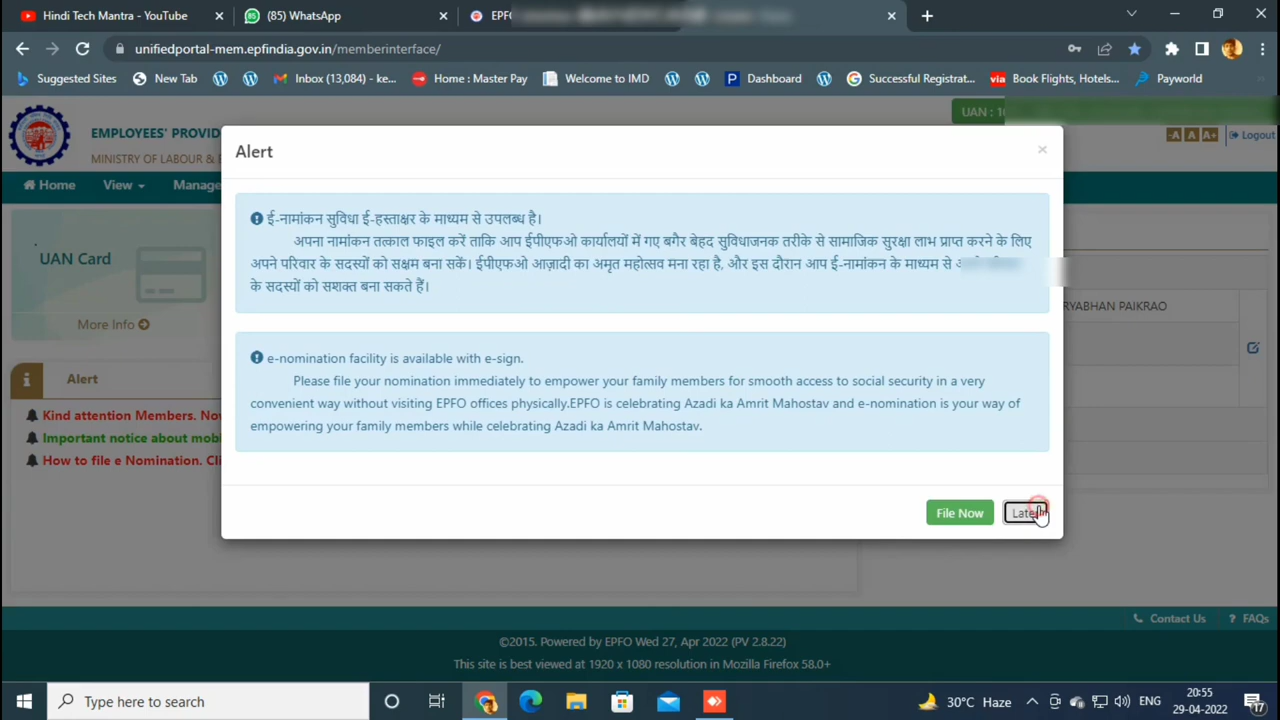 Hindi Tech Mantra - YouTube
(85) WhatsApp
EPF
unifiedportal-mem.epfindia.gov.in/memberinterface/
Suggested Sites
New Tab
Inbox (13,084) - ke...
Home : Master Pay
Welcome to IMD
Dashboard
Successful Registrat...
via
Book Flights, Hotels...
Payworld
UAN : 10
EMPLOYEES' PROVID
MINISTRY OF LABOUR &
-A A A+
Logout
Home
View
Manage
Alert
ई-नामांकन सुविधा ई-हस्ताक्षर के माध्यम से उपलब्ध है।
अपना नामांकन तत्काल फाइल करें ताकि आप ईपीएफओ कार्यालयों में गए बगैर बेहद सुविधाजनक तरीके से सामाजिक सुरक्षा लाभ प्राप्त करने के लिए
अपने परिवार के सदस्यों को सक्षम बना सकें। ईपीएफओ आज़ादी का अमृत महोत्सव मना रहा है, और इस दौरान आप ई-नामांकन के माध्यम से
के सदस्यों को सशक्त बना सकते हैं।
e-nomination facility is available with e-sign.
Please file your nomination immediately to empower your family members for smooth access to social security in a very
convenient way without visiting EPFO offices physically.EPFO is celebrating Azadi ka Amrit Mahostav and e-nomination is your way of
empowering your family members while celebrating Azadi ka Amrit Mahostav.
File Now
Later
UAN Card
More Info
RYABHAN PAIKRAO
Alert
Kind attention Members. Nov
Important notice about mobi
How to file e Nomination. Cli
Contact Us
? FAQs
©2015. Powered by EPFO Wed 27, Apr 2022 (PV 2.8.22)
This site is best viewed at 1920 x 1080 resolution in Mozilla Firefox 58.0+
Type here to search
30°C Haze
ENG
20:55
29-04-2022
17